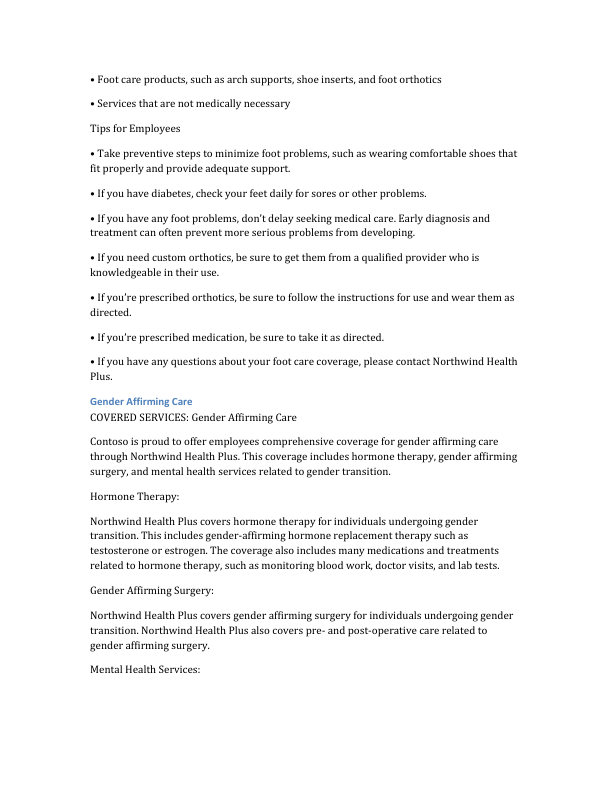 • Foot care products, such as arch supports, shoe inserts, and foot orthotics
• Services that are not medically necessary
Tips for Employees
• Take preventive steps to minimize foot problems, such as wearing comfortable shoes that
fit properly and provide adequate support.
• If you have diabetes, check your feet daily for sores or other problems.
• If you have any foot problems, don't delay seeking medical care. Early diagnosis and
treatment can often prevent more serious problems from developing.
• If you need custom orthotics, be sure to get them from a qualified provider who is
knowledgeable in their use.
• If you're prescribed orthotics, be sure to follow the instructions for use and wear them as
directed.
• If you're prescribed medication, be sure to take it as directed.
• If you have any questions about your foot care coverage, please contact Northwind Health
Plus.
Gender Affirming Care
COVERED SERVICES: Gender Affirming Care
Contoso is proud to offer employees comprehensive coverage for gender affirming care
through Northwind Health Plus. This coverage includes hormone therapy, gender affirming
surgery, and mental health services related to gender transition.
Hormone Therapy:
Northwind Health Plus covers hormone therapy for individuals undergoing gender
transition. This includes gender-affirming hormone replacement therapy such as
testosterone or estrogen. The coverage also includes many medications and treatments
related to hormone therapy, such as monitoring blood work, doctor visits, and lab tests.
Gender Affirming Surgery:
Northwind Health Plus covers gender affirming surgery for individuals undergoing gender
transition. Northwind Health Plus also covers pre- and post-operative care related to
gender affirming surgery.
Mental Health Services: